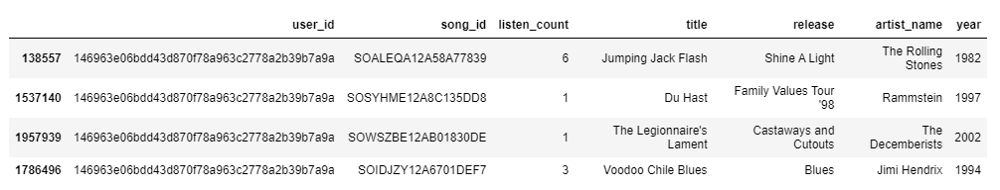 user_id song_id listen_count title release artist_name year
138557 146963e06bdd43d870f78a963c2778a2b39b7a9a SOALEQA12A58A77839 6 Jumping Jack Flash Shine A Light The Rolling Stones 1982
1537140 146963e06bdd43d870f78a963c2778a2b39b7a9a SOSYHME12A8C135DD8 1 Du Hast Family Values Tour '98 Rammstein 1997
1957939 146963e06bdd43d870f78a963c2778a2b39b7a9a SOWSZBE12AB01830DE 1 The Legionnaire's Lament Castaways and Cutouts The Decemberists 2002
1786496 146963e06bdd43d870f78a963c2778a2b39b7a9a SOIDJZY12A6701DEF7 3 Voodoo Chile Blues Blues Jimi Hendrix 1994